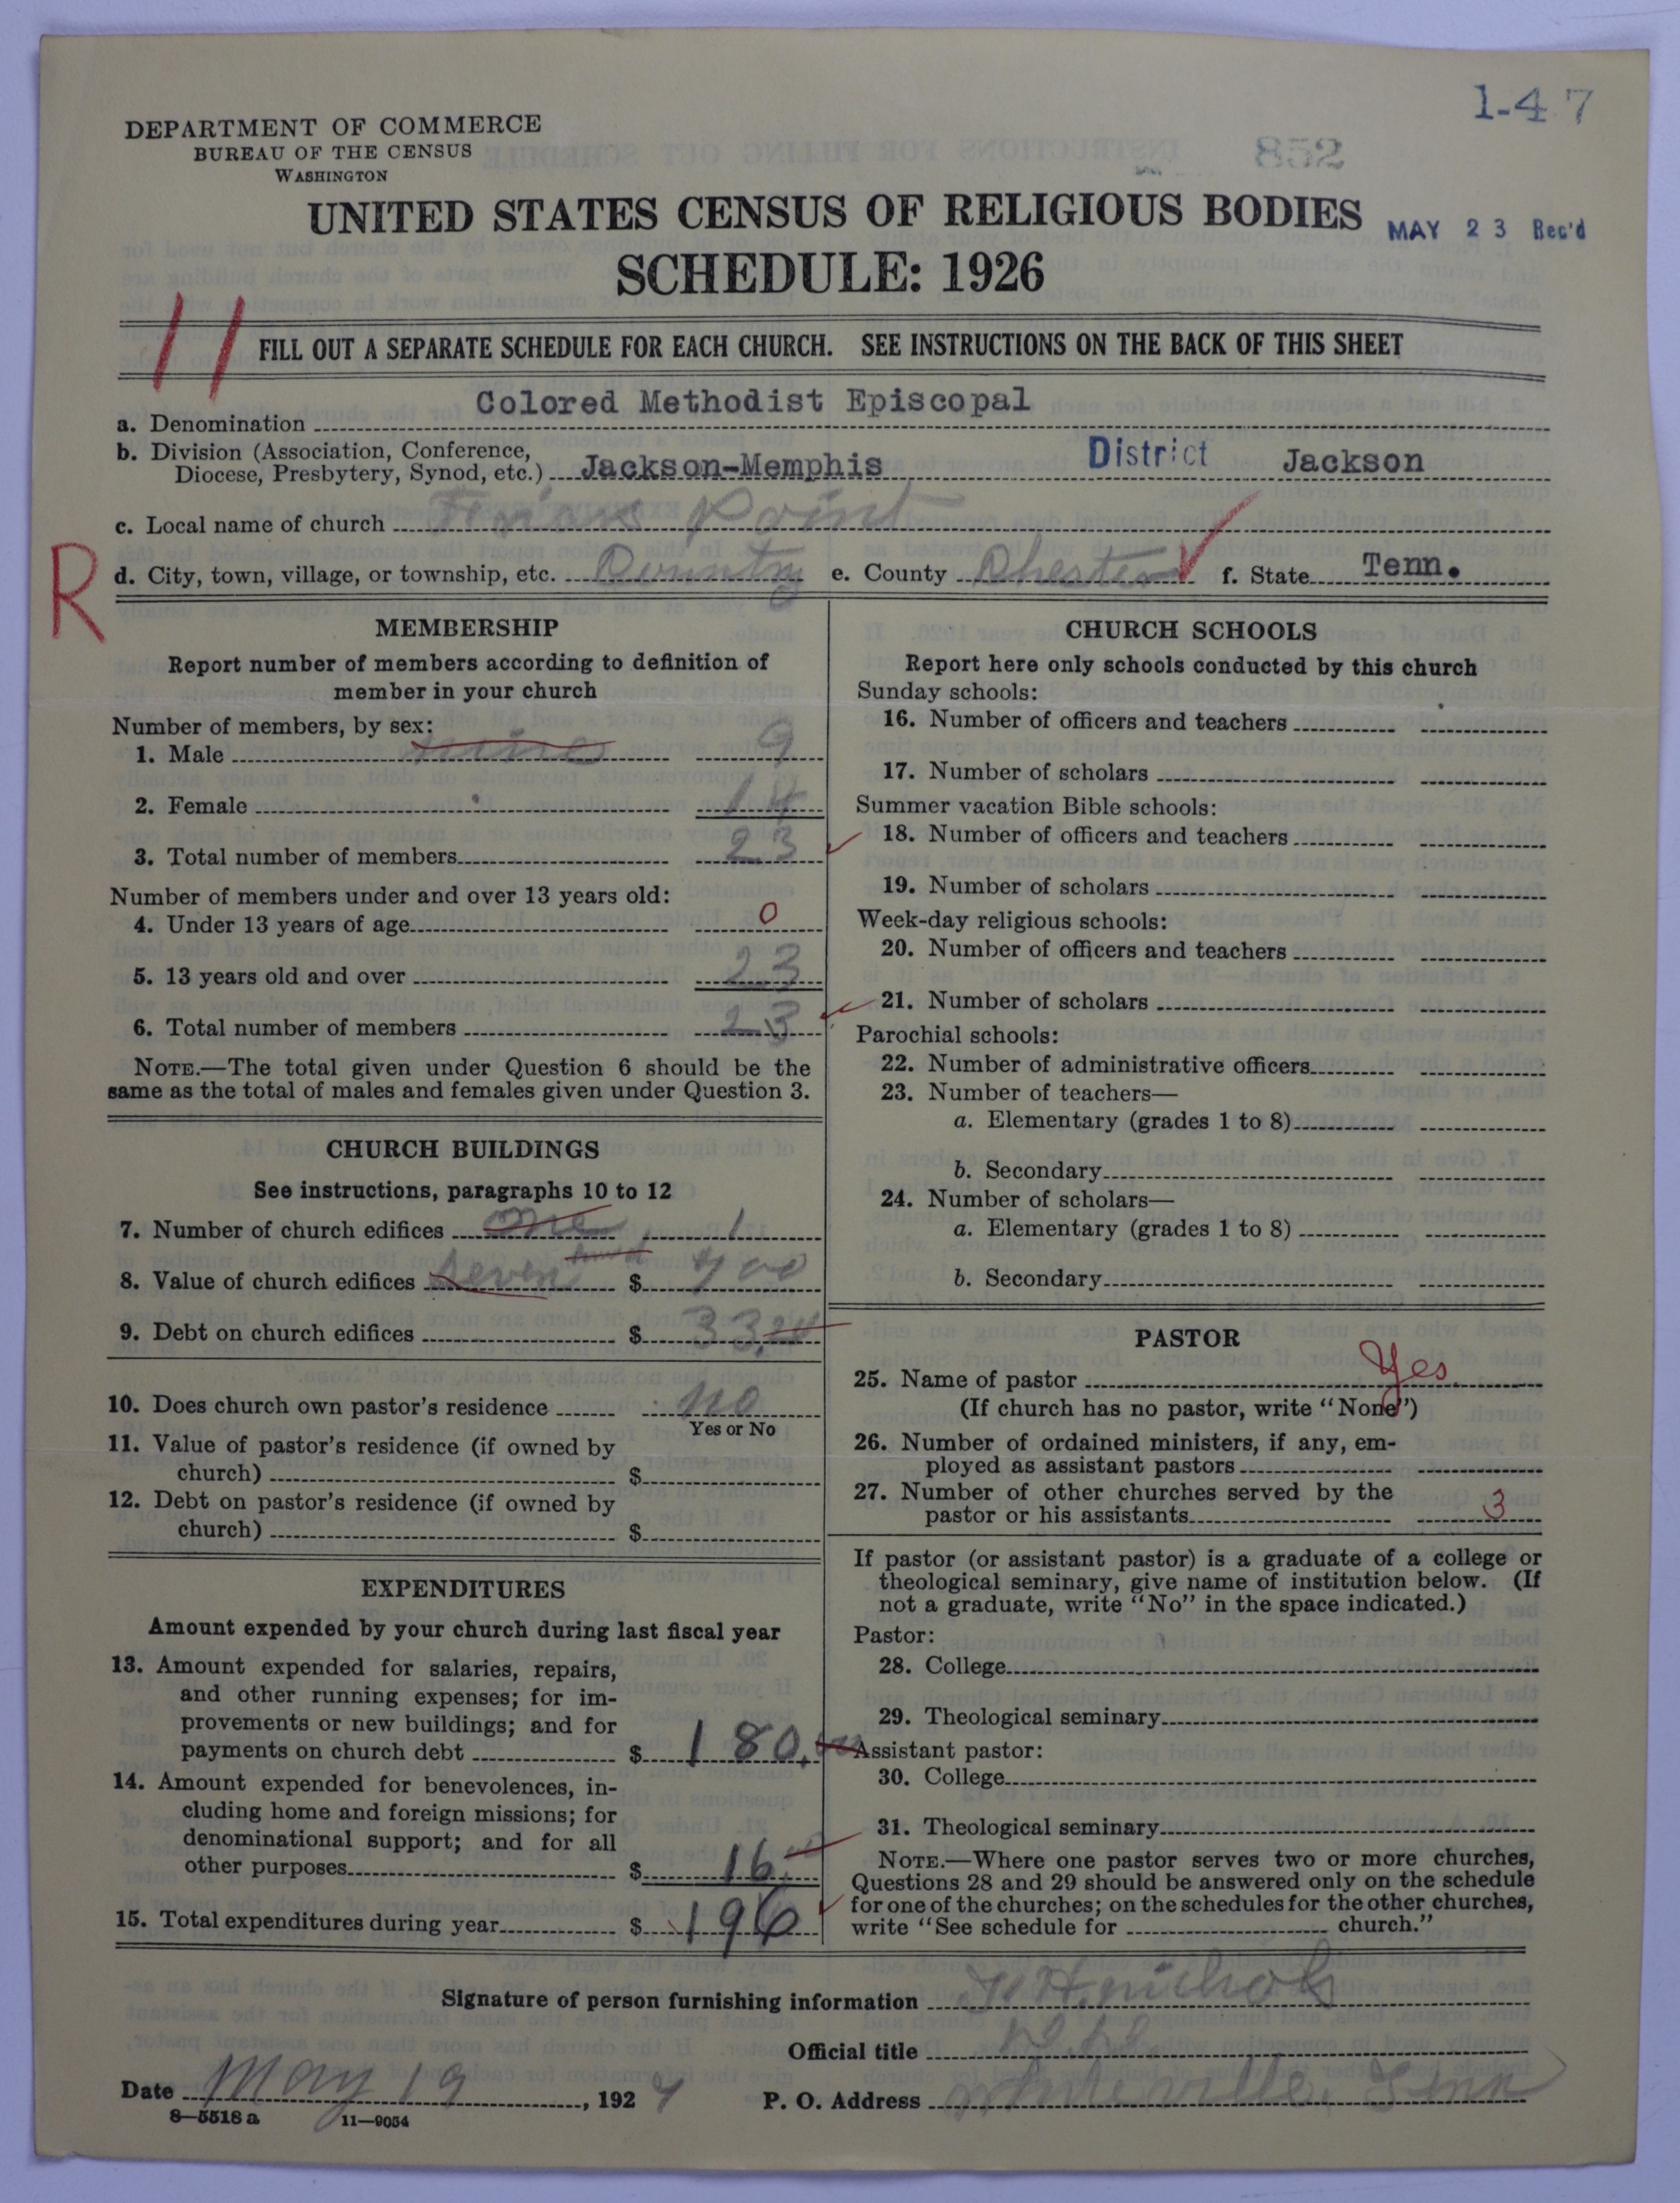 1-47
DEPARTMENT OF COMMERCE
BUREAU OF THE CENSUS
WASHINGTON
852
UNITED STATES CENSUS OF RELIGIOUS BODIES
MAY 23 Rec'd
SCHEDULE: 1926
11
FILL OUT A SEPARATE SCHEDULE FOR EACH CHURCH. SEE INSTRUCTIONS ON THE BACK OF THIS SHEET
a. Denomination Colored Methodist Episcopal
b. Division (Association, Conference,
Diocese, Presbytery, Synod, etc.) Jackson-Memphis District Jackson
c. Local name of church Point
R
d. City, town, village, or township, etc. Country e. County Chester f. State Tenn.
MEMBERSHIP
Report number of members according to definition of
member in your church
Number of members, by sex:
1. Male nine 9
2. Female 14
3. Total number of members 23
Number of members under and over 13 years old:
4. Under 13 years of age 0
5. 13 years old and over 23
6. Total number of members 23
NOTE.—The total given under Question 6 should be the
same as the total of males and females given under Question 3.
CHURCH BUILDINGS
See instructions, paragraphs 10 to 12
7. Number of church edifices one 1
8. Value of church edifices seven hund $ 700
9. Debt on church edifices $ 33.
10. Does church own pastor's residence no
Yes or No
11. Value of pastor's residence (if owned by
church) $
12. Debt on pastor's residence (if owned by
church) $
EXPENDITURES
Amount expended by your church during last fiscal year
13. Amount expended for salaries, repairs,
and other running expenses; for im-
provements or new buildings; and for
payments on church debt $ 180.00
14. Amount expended for benevolences, in-
cluding home and foreign missions; for
denominational support; and for all
other purposes $ 16.
15. Total expenditures during year $ 196
CHURCH SCHOOLS
Report here only schools conducted by this church
Sunday schools:
16. Number of officers and teachers
17. Number of scholars
Summer vacation Bible schools:
18. Number of officers and teachers
19. Number of scholars
Week-day religious schools:
20. Number of officers and teachers
21. Number of scholars
Parochial schools:
22. Number of administrative officers
23. Number of teachers—
a. Elementary (grades 1 to 8)
b. Secondary
24. Number of scholars—
a. Elementary (grades 1 to 8)
b. Secondary
PASTOR
25. Name of pastor Yes
(If church has no pastor, write "None")
26. Number of ordained ministers, if any, em-
ployed as assistant pastors
27. Number of other churches served by the
pastor or his assistants 3
If pastor (or assistant pastor) is a graduate of a college or
theological seminary, give name of institution below. (If
not a graduate, write "No" in the space indicated.)
Pastor:
28. College
29. Theological seminary
Assistant pastor:
30. College
31. Theological seminary
NOTE.—Where one pastor serves two or more churches,
Questions 28 and 29 should be answered only on the schedule
for one of the churches; on the schedules for the other churches,
write "See schedule for church."
Signature of person furnishing information H. nichols
Official title
Date May 19, 1927 P. O. Address Whiteville, Tenn
8-5518 a 11-9054